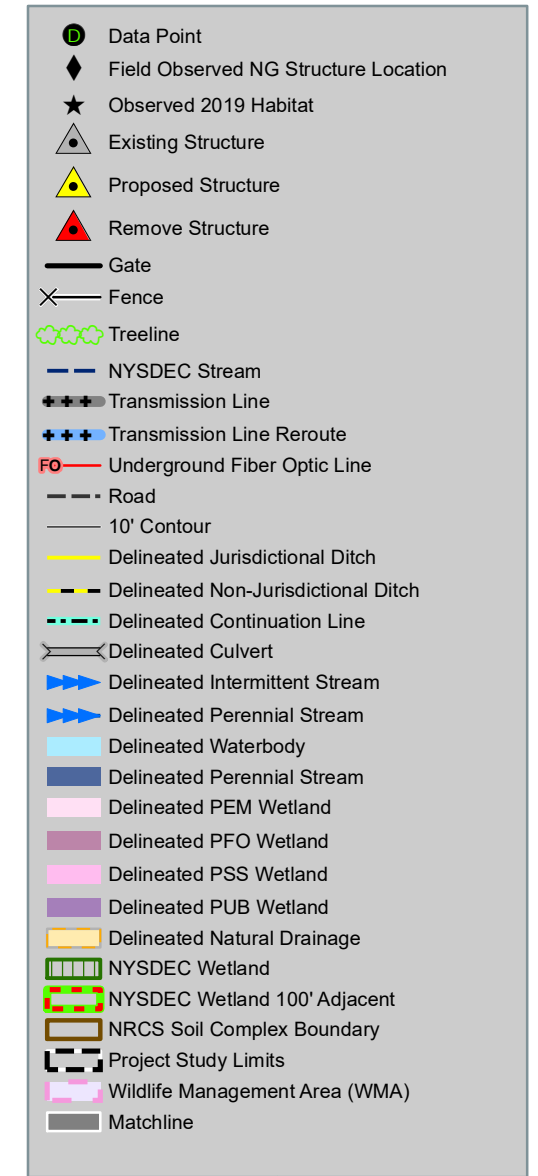 D Data Point
Field Observed NG Structure Location
Observed 2019 Habitat
Existing Structure
Proposed Structure
Remove Structure
Gate
Fence
Treeline
NYSDEC Stream
Transmission Line
Transmission Line Reroute
FO Underground Fiber Optic Line
Road
10' Contour
Delineated Jurisdictional Ditch
Delineated Non-Jurisdictional Ditch
Delineated Continuation Line
Delineated Culvert
Delineated Intermittent Stream
Delineated Perennial Stream
Delineated Waterbody
Delineated Perennial Stream
Delineated PEM Wetland
Delineated PFO Wetland
Delineated PSS Wetland
Delineated PUB Wetland
Delineated Natural Drainage
NYSDEC Wetland
NYSDEC Wetland 100' Adjacent
NRCS Soil Complex Boundary
Project Study Limits
Wildlife Management Area (WMA)
Matchline